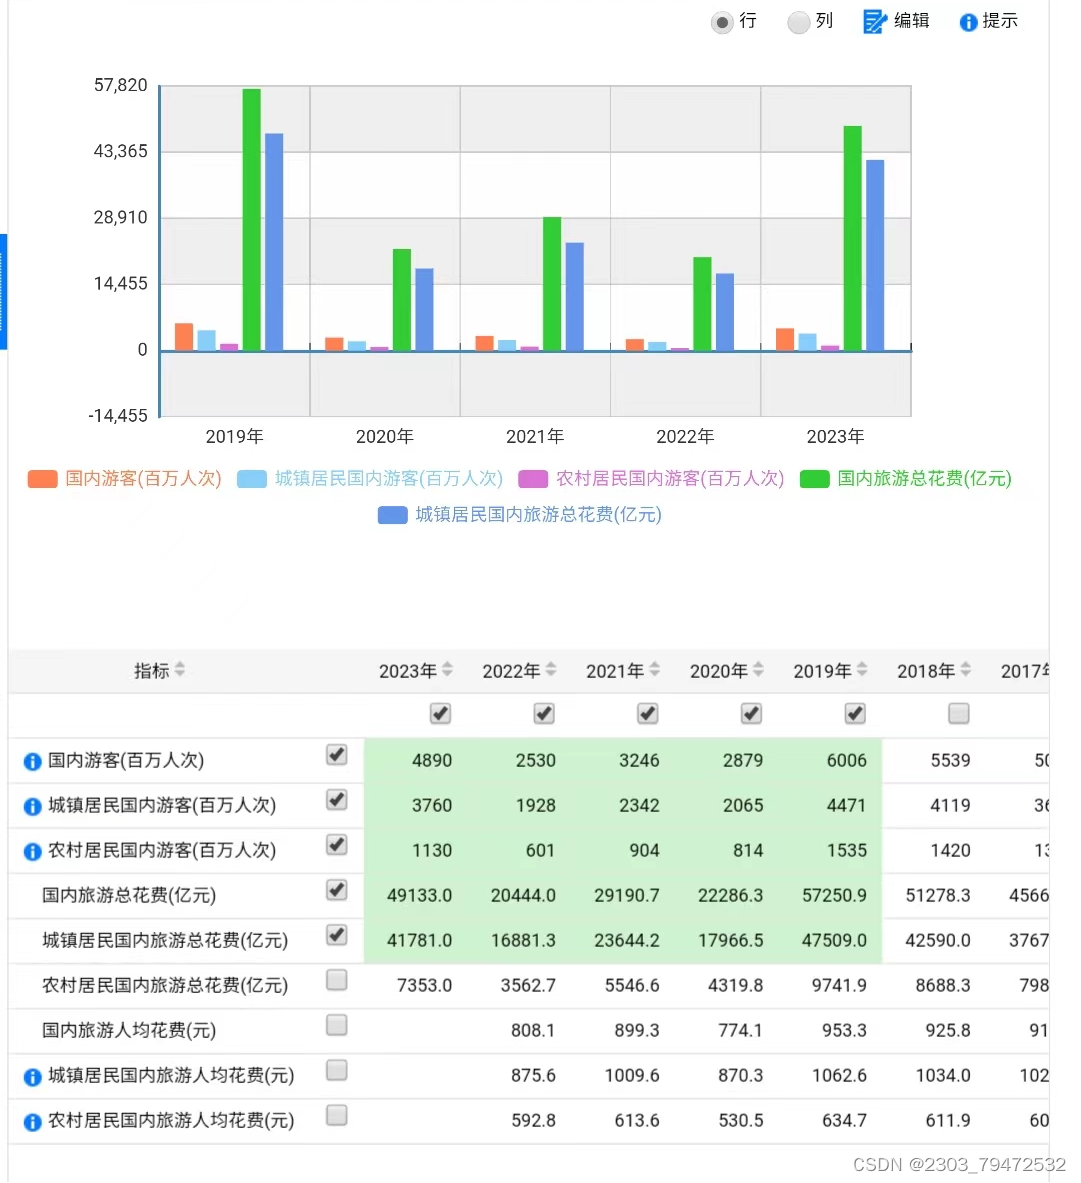 行 列 编辑 提示
57,820
43,365
28,910
14,455
0
-14,455
2019年 2020年 2021年 2022年 2023年
国内游客(百万人次) 城镇居民国内游客(百万人次) 农村居民国内游客(百万人次) 国内旅游总花费(亿元)
城镇居民国内旅游总花费(亿元)
指标 2023年 2022年 2021年 2020年 2019年 2018年 2017年
国内游客(百万人次) 4890 2530 3246 2879 6006 5539 50
城镇居民国内游客(百万人次) 3760 1928 2342 2065 4471 4119 36
农村居民国内游客(百万人次) 1130 601 904 814 1535 1420 13
国内旅游总花费(亿元) 49133.0 20444.0 29190.7 22286.3 57250.9 51278.3 4566
城镇居民国内旅游总花费(亿元) 41781.0 16881.3 23644.2 17966.5 47509.0 42590.0 3767
农村居民国内旅游总花费(亿元) 7353.0 3562.7 5546.6 4319.8 9741.9 8688.3 798
国内旅游人均花费(元) 808.1 899.3 774.1 953.3 925.8 91
城镇居民国内旅游人均花费(元) 875.6 1009.6 870.3 1062.6 1034.0 102
农村居民国内旅游人均花费(元) 592.8 613.6 530.5 634.7 611.9 60
CSDN @2303_79472532